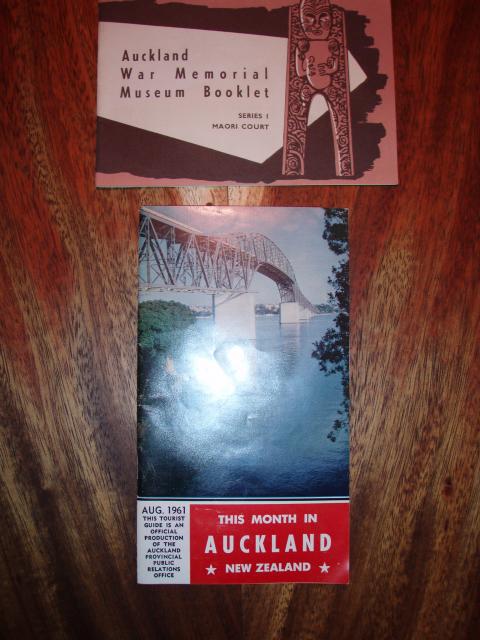 Auckland
War Memorial
Museum Booklet
SERIES I
MAORI COURT
AUG. 1961
THIS TOURIST
GUIDE IS AN
OFFICIAL
PRODUCTION
OF THE
AUCKLAND
PROVINCIAL
PUBLIC
RELATIONS
OFFICE
THIS MONTH IN
AUCKLAND
★ NEW ZEALAND ★